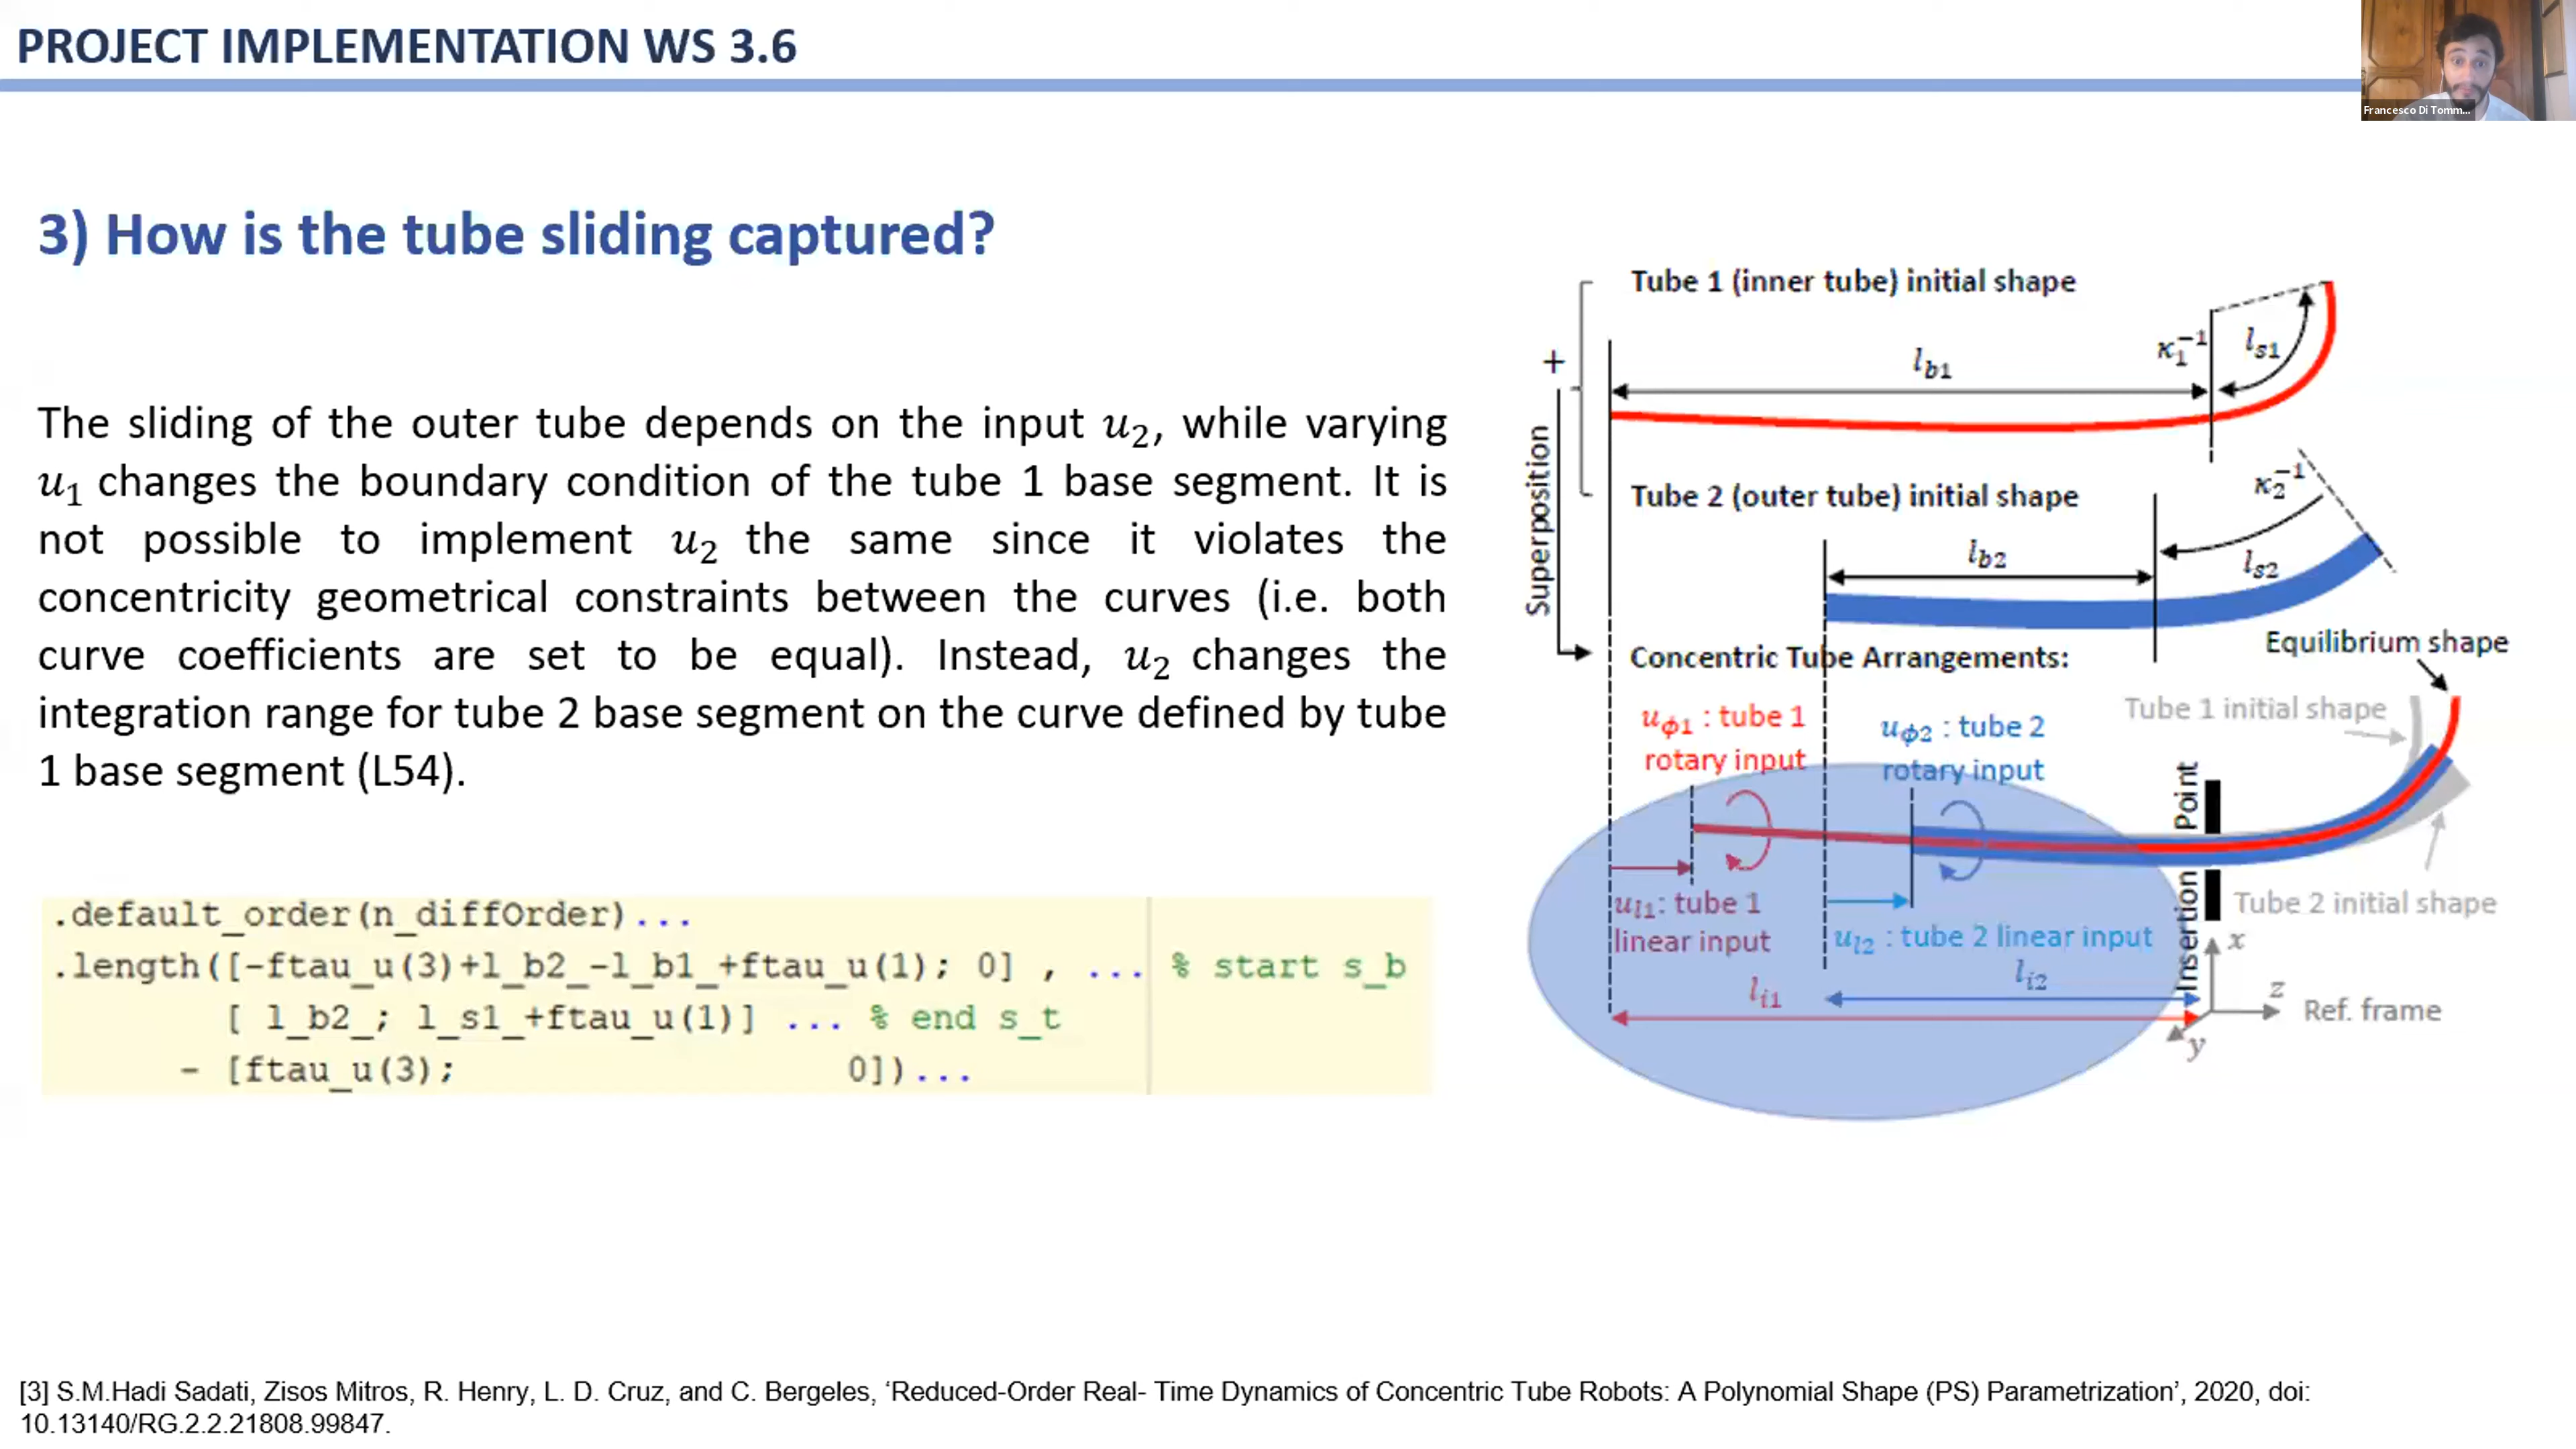 PROJECT IMPLEMENTATION WS 3.6
Francesco Di Tomm...
3) How is the tube sliding captured?
The sliding of the outer tube depends on the input u₂, while varying
u₁ changes the boundary condition of the tube 1 base segment. It is
not possible to implement u₂ the same since it violates the
concentricity geometrical constraints between the curves (i.e. both
curve coefficients are set to be equal). Instead, u₂ changes the
integration range for tube 2 base segment on the curve defined by tube
1 base segment (L54).
.default_order(n_diffOrder)...
.length([-ftau_u(3)+l_b2_-l_b1_+ftau_u(1); 0] , ... % start s_b
[ l_b2_; l_s1_+ftau_u(1)] ... % end s_t
- [ftau_u(3); 0])...
Tube 1 (inner tube) initial shape
+
l_b1
κ₁⁻¹
l_s1
Superposition
Tube 2 (outer tube) initial shape
κ₂⁻¹
l_b2
l_s2
Equilibrium shape
Concentric Tube Arrangements:
Tube 1 initial shape
u_ϕ1 : tube 1
rotary input
u_ϕ2 : tube 2
rotary input
Insertion Point
u_l1: tube 1
linear input
u_l2 : tube 2 linear input
Tube 2 initial shape
l_i1
l_i2
x
z
y
Ref. frame
[3] S.M.Hadi Sadati, Zisos Mitros, R. Henry, L. D. Cruz, and C. Bergeles, ‘Reduced-Order Real- Time Dynamics of Concentric Tube Robots: A Polynomial Shape (PS) Parametrization’, 2020, doi:
10.13140/RG.2.2.21808.99847.